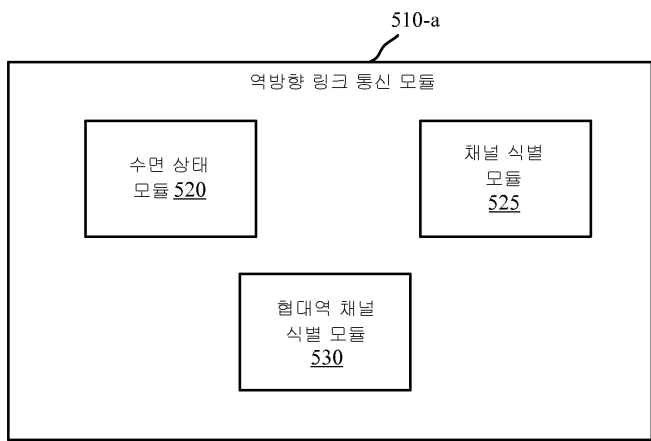 510-a
역방향 링크 통신 모듈
수면 상태
모듈 520
채널 식별
모듈
525
협대역 채널
식별 모듈
530